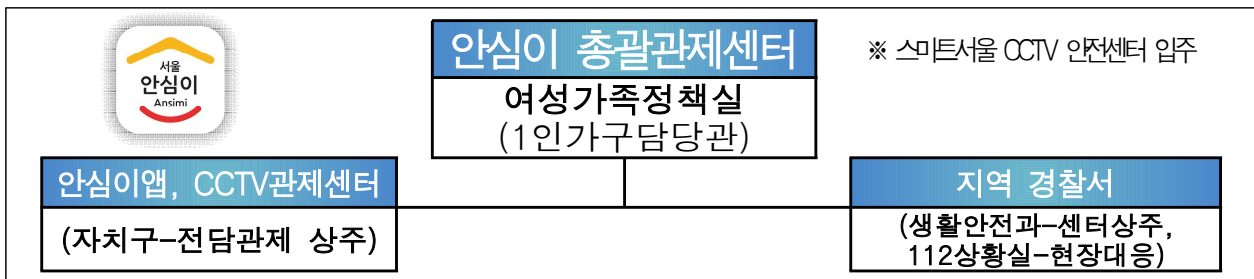 서울
안심이
Ansimi
안심이 총괄관제센터
여성가족정책실
(1인가구담당관)
※ 스마트서울 CCTV 안전센터 입주
안심이앱, CCTV관제센터
(자치구-전담관제 상주)
지역 경찰서
(생활안전과-센터상주,
112상황실-현장대응)